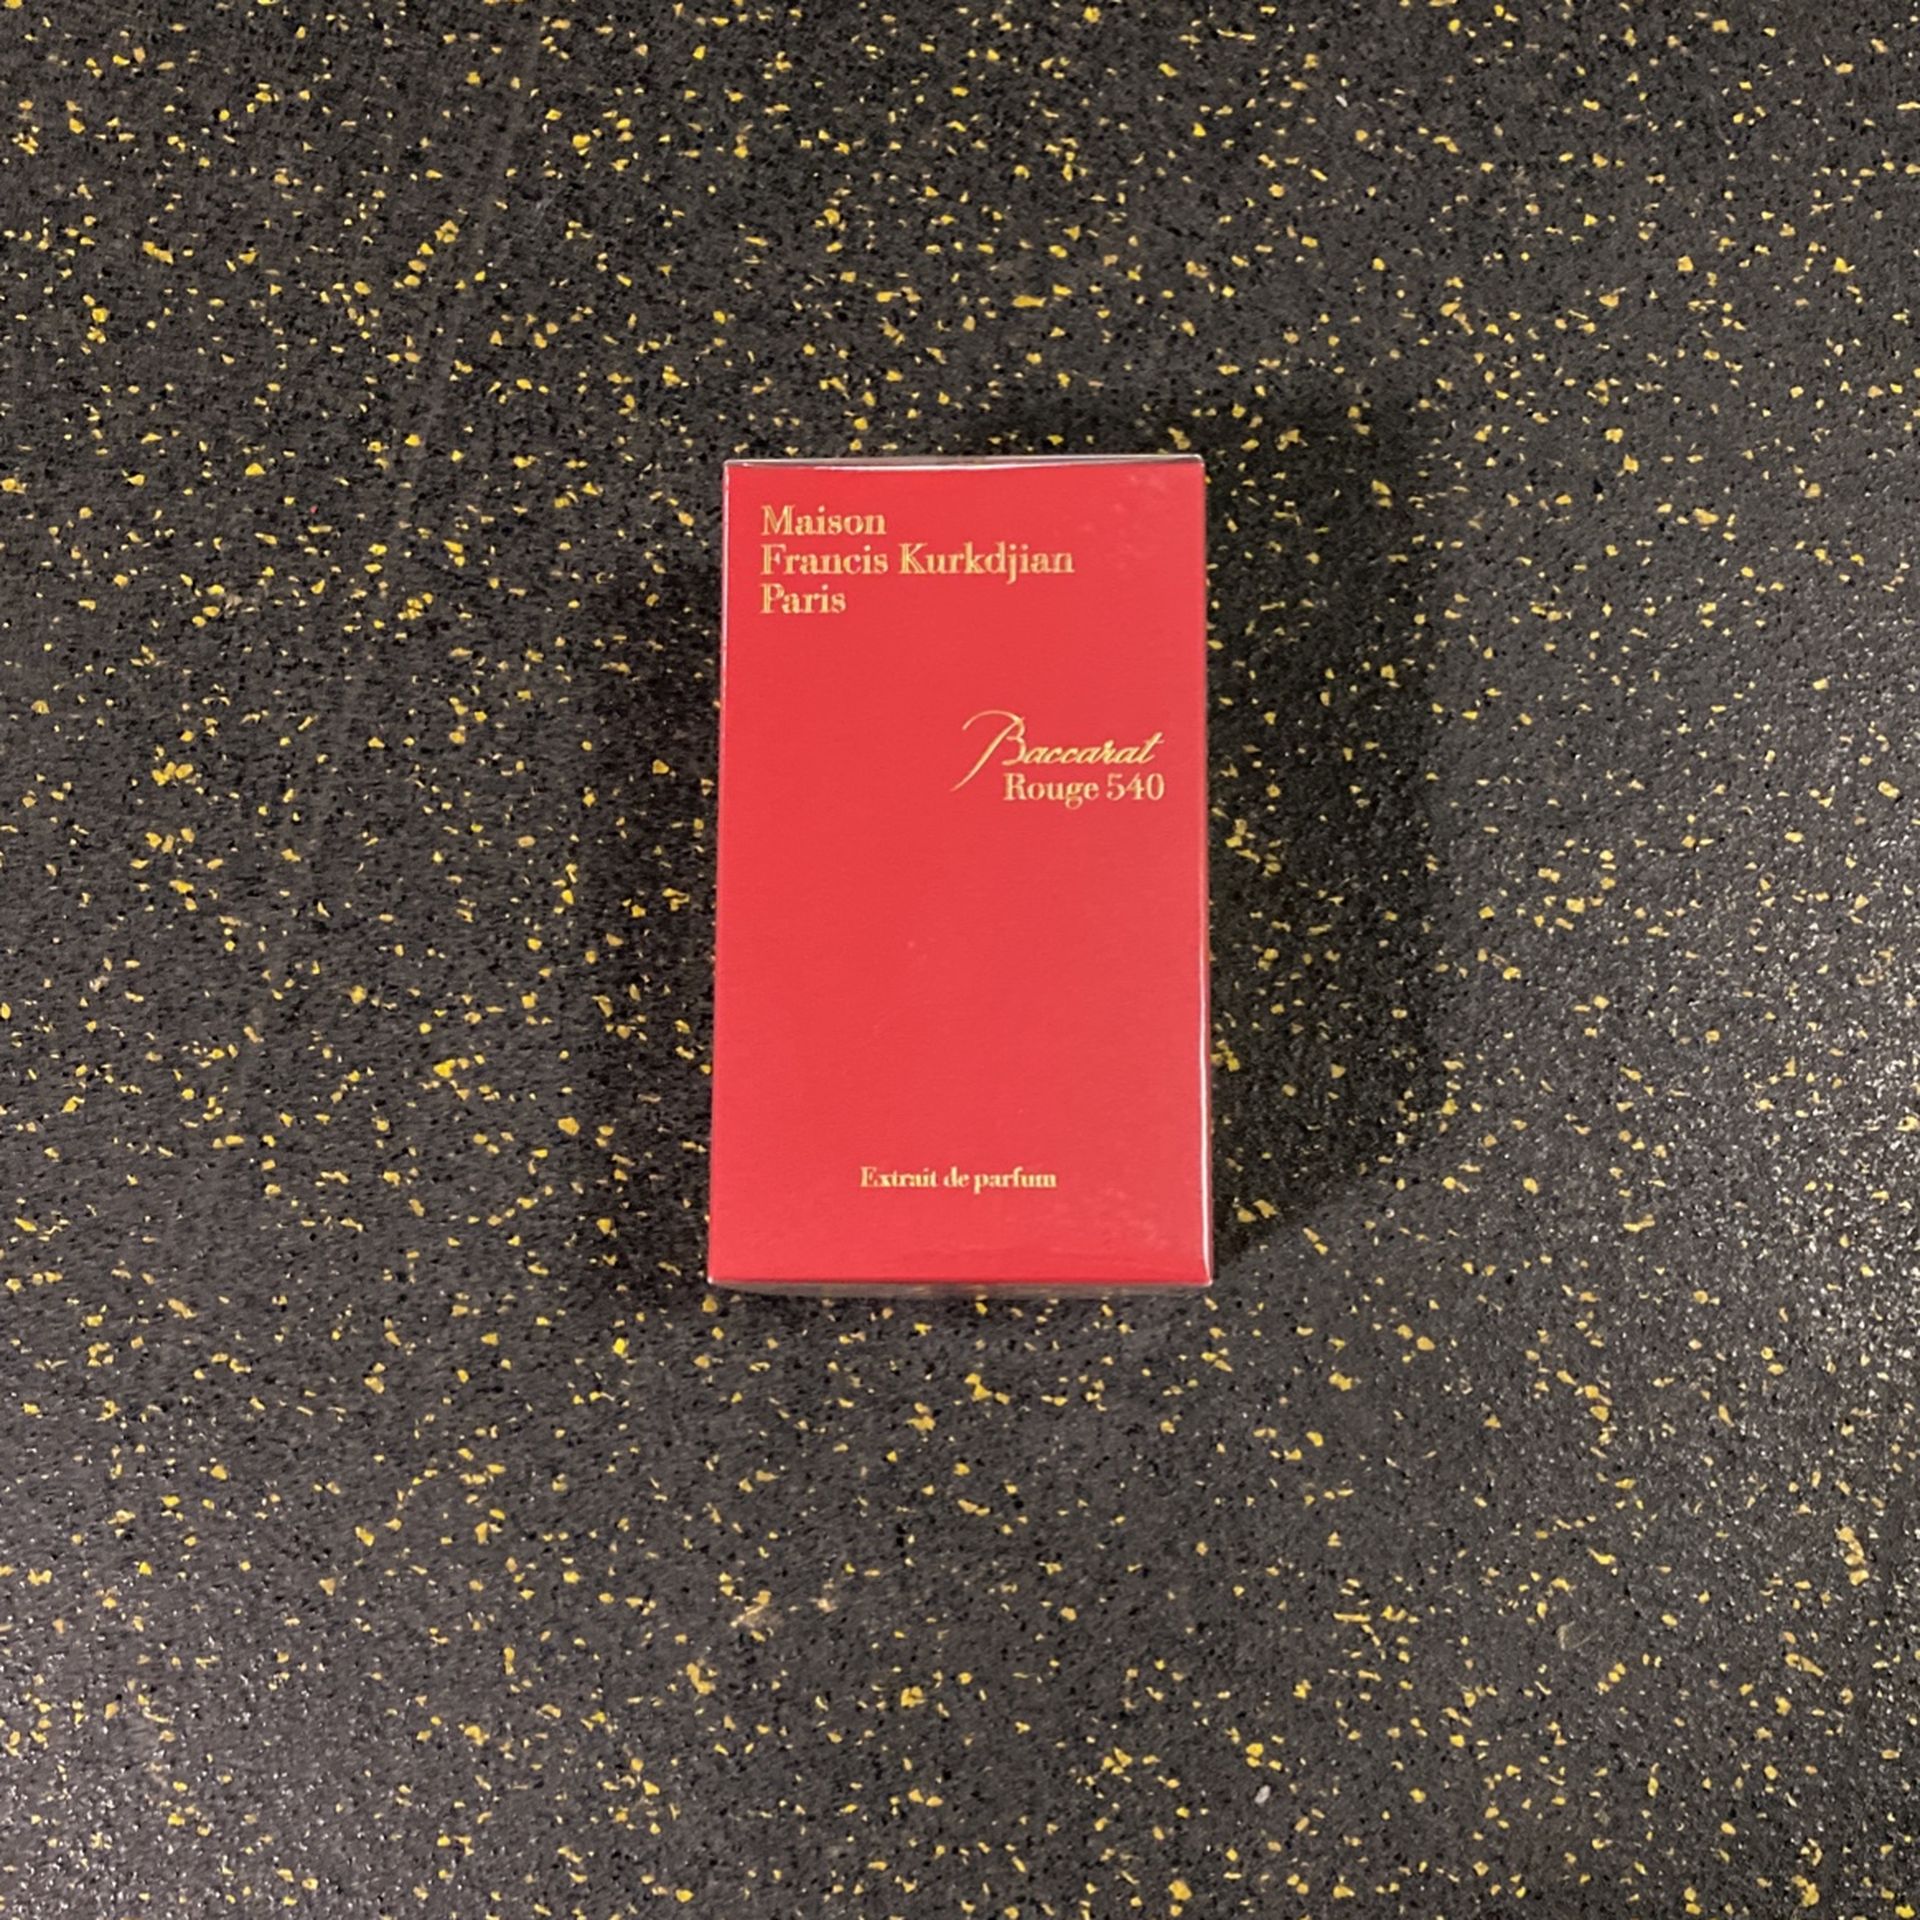 Maison
Francis Kurkdjian
Paris
Baccarat
Rouge 540
Extrait de parfum